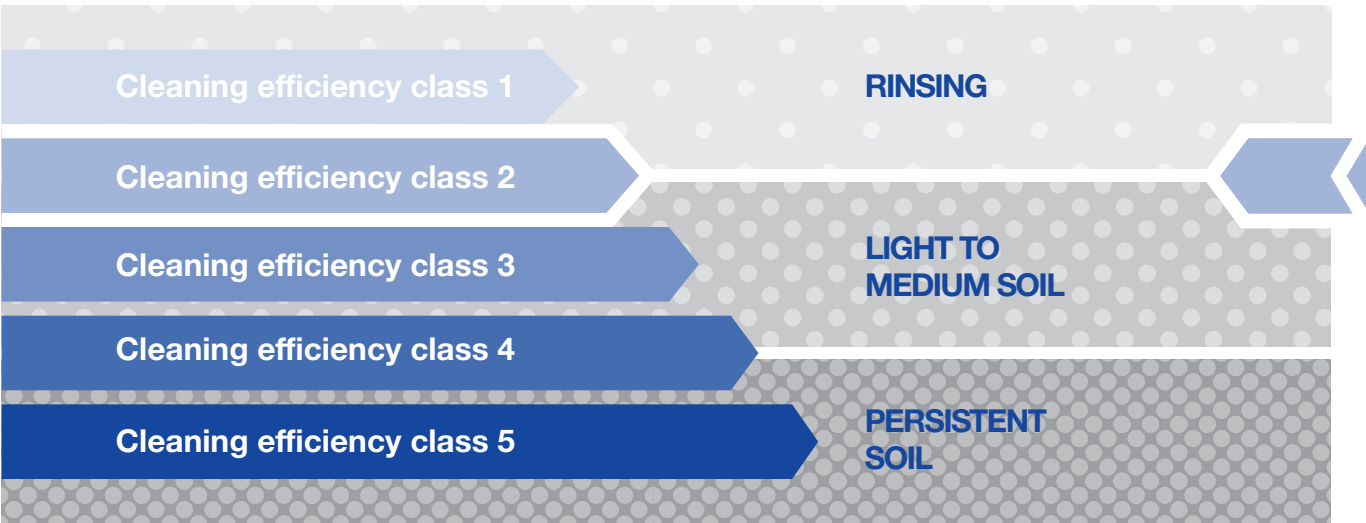 Cleaning efficiency class 1
RINSING
Cleaning efficiency class 2
Cleaning efficiency class 3
LIGHT TO
MEDIUM SOIL
Cleaning efficiency class 4
Cleaning efficiency class 5
PERSISTENT
SOIL